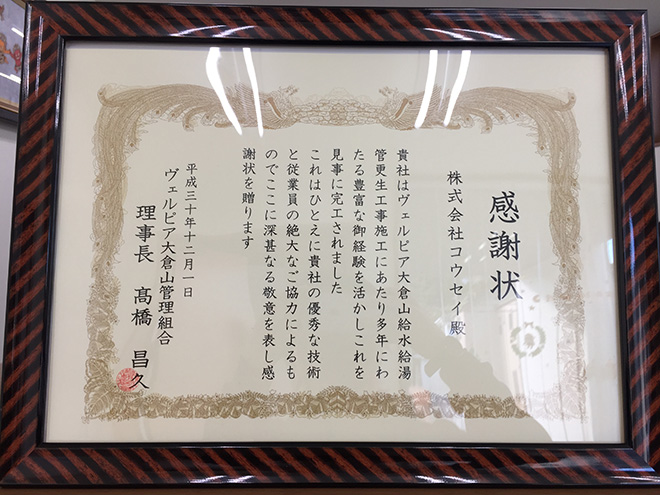 感謝状
株式会社コウセイ殿
貴社はヴェルビア大倉山給水給湯
管更生工事施工にあたり多年にわ
たる豊富な御経験を活かしこれを
見事に完工されました
これはひとえに貴社の優秀な技術
と従業員の絶大なご協力によるも
のでここに深甚なる敬意を表し感
謝状を贈ります
平成三十年十二月一日
ヴェルピア大倉山管理組合
理事長 髙橋 昌久